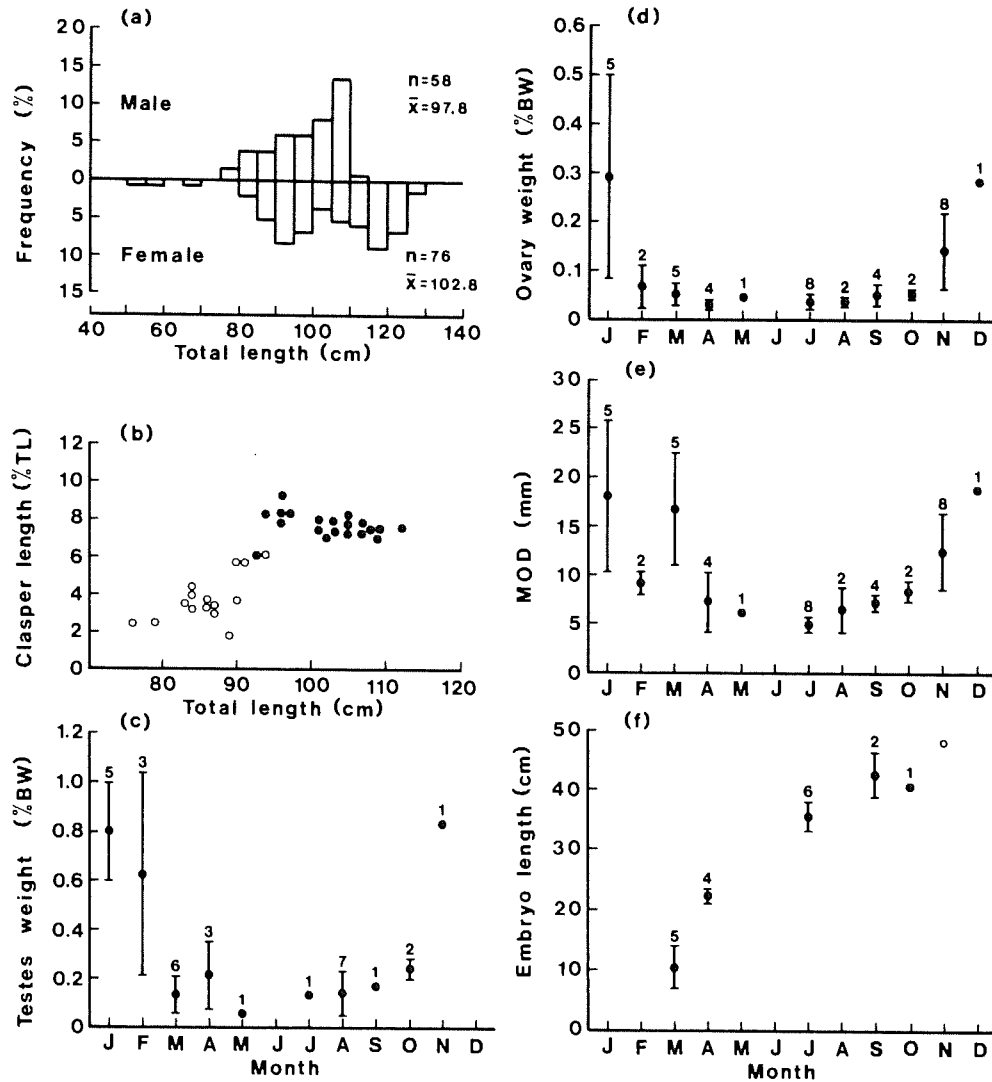 (a)
20
15
10
5
0
5
10
15
Frequency (%)
Male
n=58
x̄=97.8
Female
n=76
x̄=102.8
40 60 80 100 120 140
Total length (cm)
(b)
12
10
8
6
4
2
0
Clasper length (%TL)
80 90 100 110 120
Total length (cm)
(c)
1.2
1.0
0.8
0.6
0.4
0.2
0
Testes weight (%BW)
5 3 6 3 1 1 7 1 2 1
J F M A M J J A S O N D
Month
(d)
0.6
0.5
0.4
0.3
0.2
0.1
0
Ovary weight (%BW)
5 2 5 4 1 8 2 4 2 8 1
J F M A M J J A S O N D
(e)
30
25
20
15
10
5
0
MOD (mm)
5 2 5 4 1 8 2 4 2 8 1
J F M A M J J A S O N D
(f)
50
40
30
20
10
0
Embryo length (cm)
5 4 6 2 1
J F M A M J J A S O N D
Month